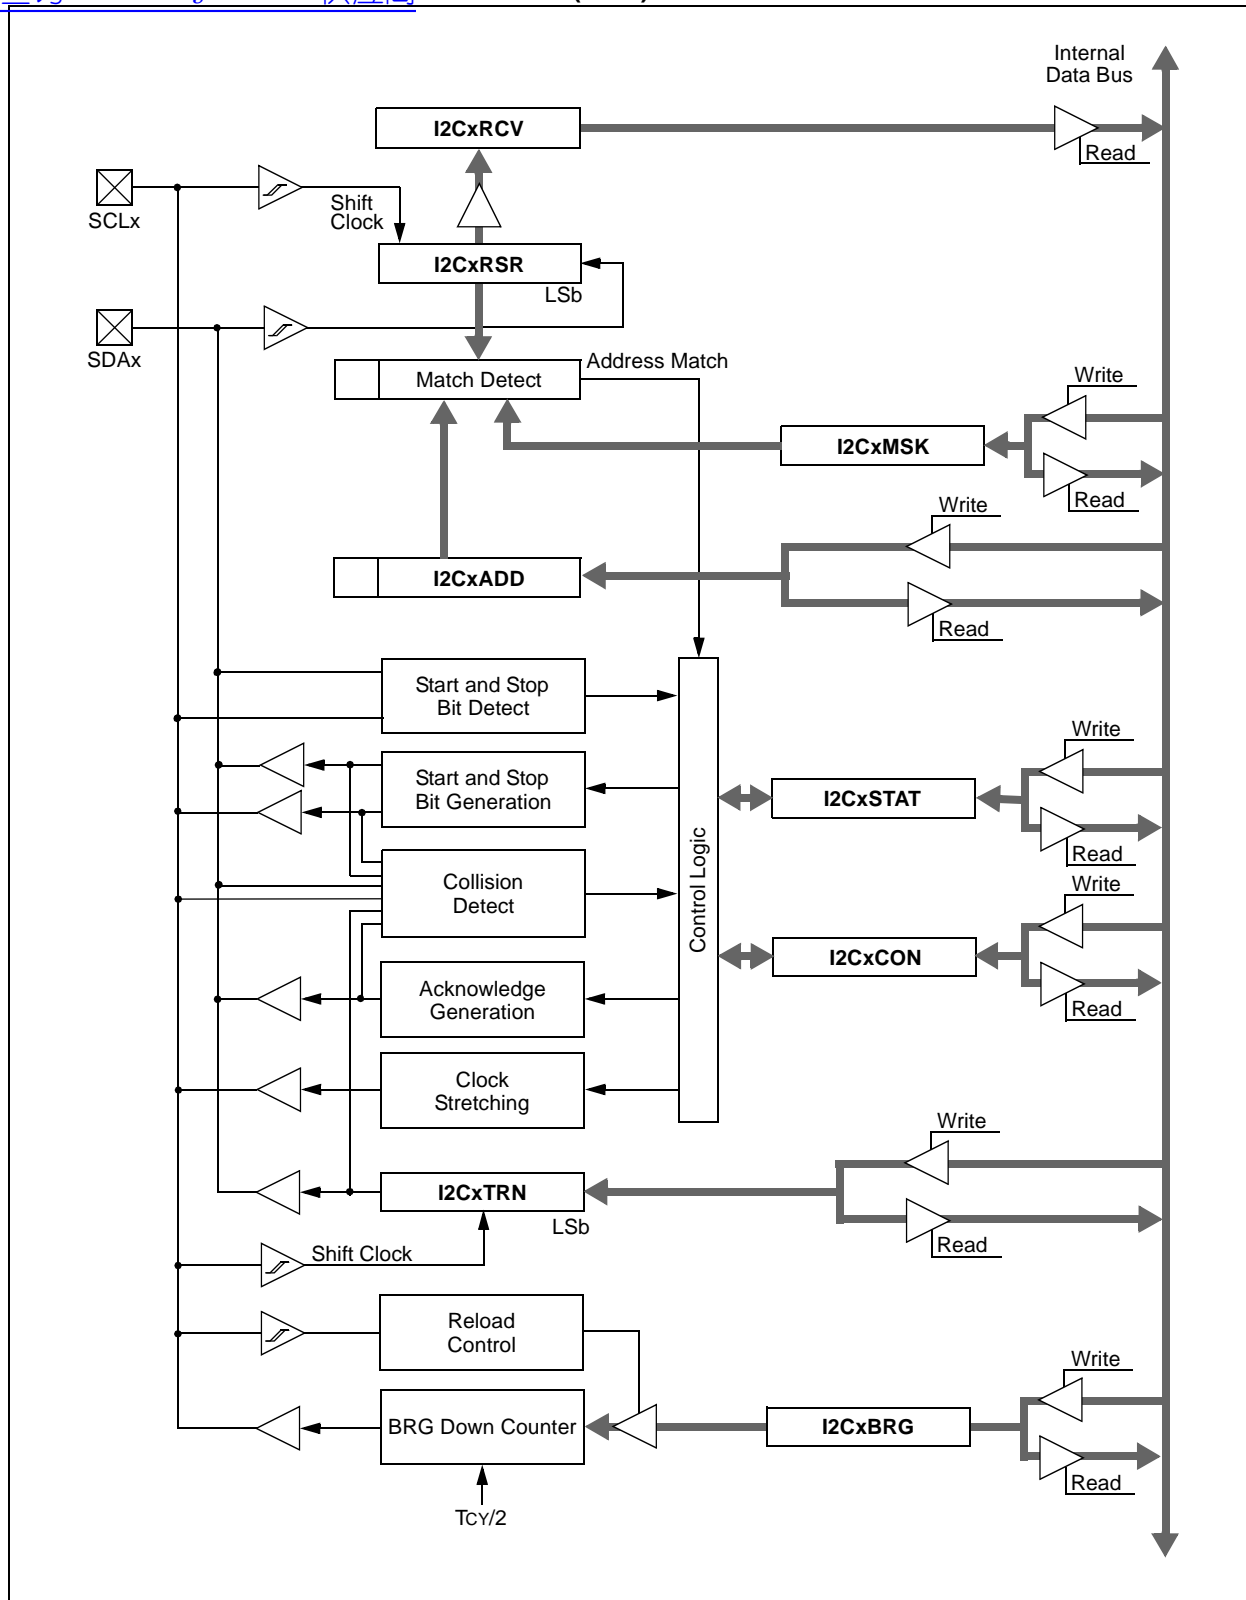 Internal
Data Bus
I2CxRCV
Read
SCLx
Shift
Clock
I2CxRSR
LSb
SDAx
Match Detect
Address Match
Write
I2CxMSK
Read
Write
I2CxADD
Read
Start and Stop
Bit Detect
Write
Start and Stop
Bit Generation
I2CxSTAT
Read
Control Logic
Collision
Detect
Write
I2CxCON
Acknowledge
Generation
Read
Clock
Stretching
Write
I2CxTRN
LSb
Read
Shift Clock
Reload
Control
Write
BRG Down Counter
I2CxBRG
Read
TCY/2